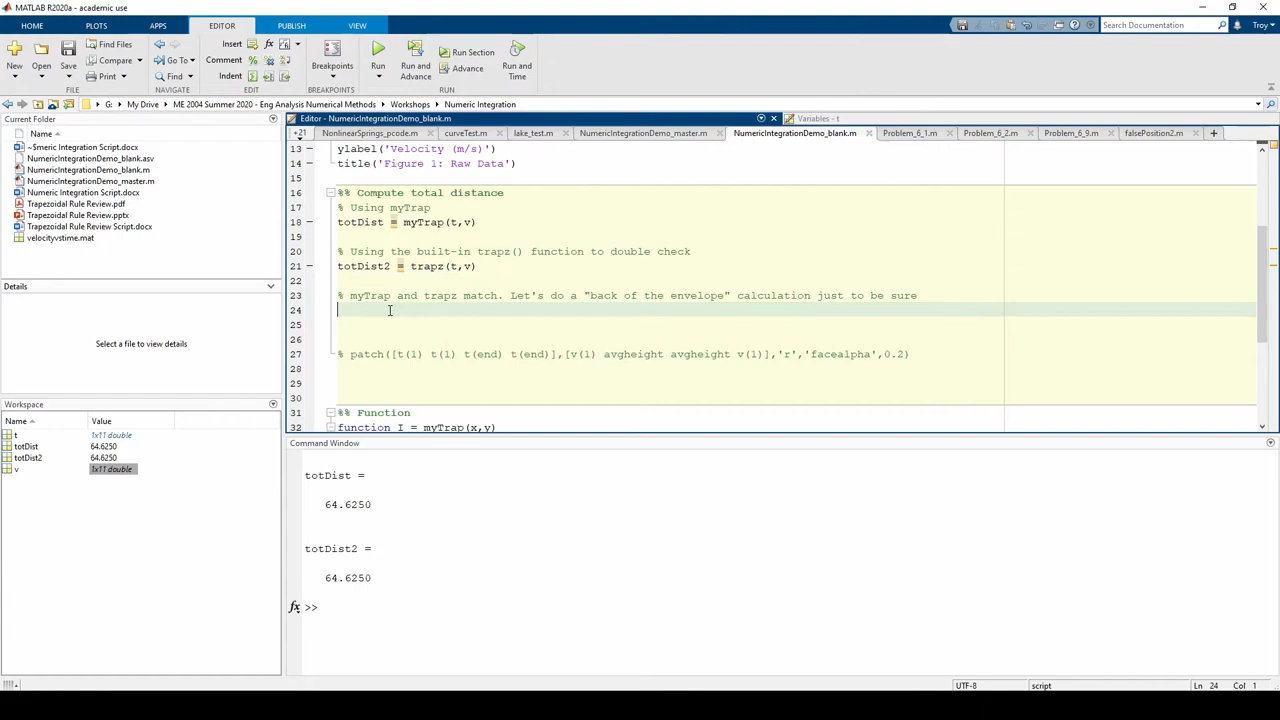 MATLAB R2020a - academic use
HOME PLOTS APPS EDITOR PUBLISH VIEW Search Documentation Troy
New Open Save Find Files Compare Print Go To Find
Insert fx Comment % Indent
Breakpoints Run Run and Advance Run Section Advance Run and Time
FILE NAVIGATE EDIT BREAKPOINTS RUN
G: My Drive ME 2004 Summer 2020 - Eng Analysis Numerical Methods Workshops Numeric Integration
Current Folder
Name
~$meric Integration Script.docx
NumericIntegrationDemo_blank.asv
NumericIntegrationDemo_blank.m
NumericIntegrationDemo_master.m
Numeric Integration Script.docx
Trapezoidal Rule Review.pdf
Trapezoidal Rule Review.pptx
Trapezoidal Rule Review Script.docx
velocityvstime.mat
Details
Select a file to view details
Workspace
Name Value
t 1x11 double
totDist 64.6250
totDist2 64.6250
v 1x11 double
Editor - NumericIntegrationDemo_blank.m Variables - t
+21 NonlinearSprings_pcode.m curveTest.m lake_test.m NumericIntegrationDemo_master.m NumericIntegrationDemo_blank.m Problem_6_1.m Problem_6_2.m Problem_6_9.m falsePosition2.m
13 ylabel('Velocity (m/s)')
14 title('Figure 1: Raw Data')
15
16 %% Compute total distance
17 % Using myTrap
18 totDist = myTrap(t,v)
19
20 % Using the built-in trapz() function to double check
21 totDist2 = trapz(t,v)
22
23 % myTrap and trapz match. Let's do a "back of the envelope" calculation just to be sure
24
25
26
27 % patch([t(1) t(1) t(end) t(end)],[v(1) avgheight avgheight v(1)],'r','facealpha',0.2)
28
29
30
31 %% Function
32 function I = myTrap(x,y)
Command Window
totDist =
64.6250
totDist2 =
64.6250
fx >>
UTF-8 script Ln 24 Col 1